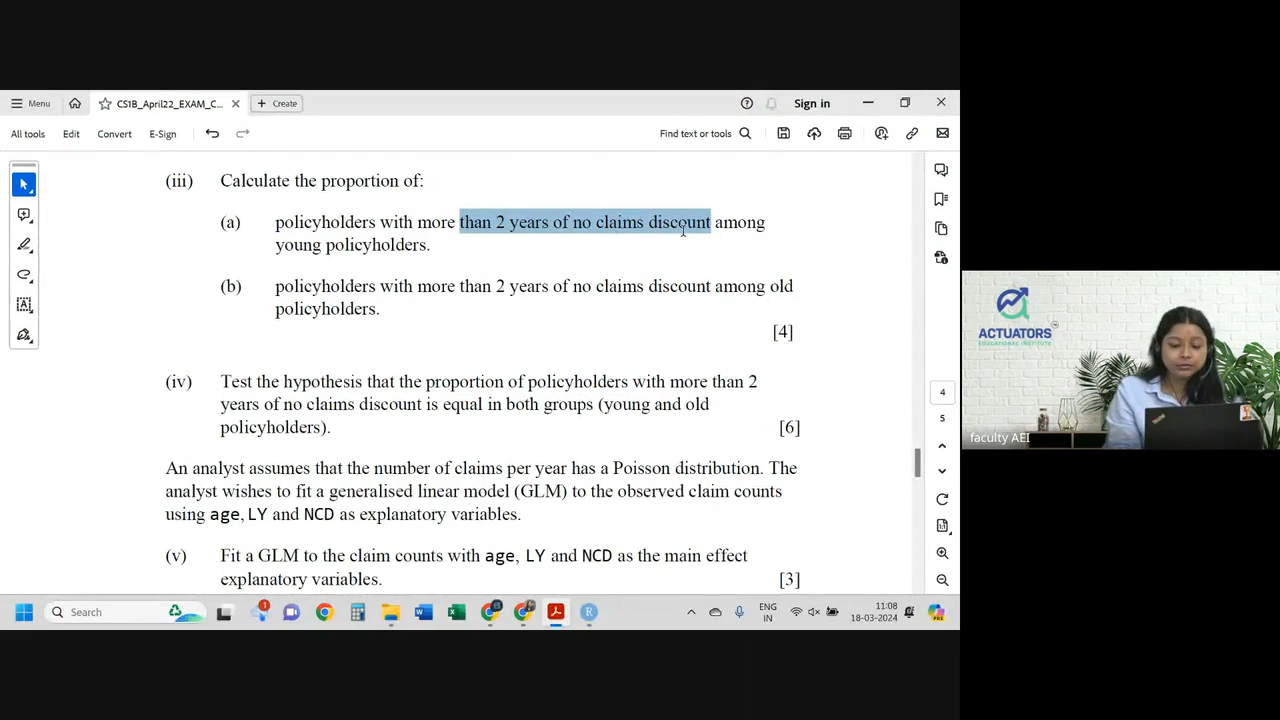 Menu
CS1B_April22_EXAM_C...
Create
Sign in
All tools
Edit
Convert
E-Sign
Find text or tools
(iii) Calculate the proportion of:
(a) policyholders with more than 2 years of no claims discount among
young policyholders.
(b) policyholders with more than 2 years of no claims discount among old
policyholders.
[4]
(iv) Test the hypothesis that the proportion of policyholders with more than 2
years of no claims discount is equal in both groups (young and old
policyholders). [6]
An analyst assumes that the number of claims per year has a Poisson distribution. The
analyst wishes to fit a generalised linear model (GLM) to the observed claim counts
using age, LY and NCD as explanatory variables.
(v) Fit a GLM to the claim counts with age, LY and NCD as the main effect
explanatory variables. [3]
4
5
Search
1
ENG
IN
11:08
18-03-2024
ACTUATORS
EDUCATIONAL INSTITUTE
faculty AEI
ThinkPad